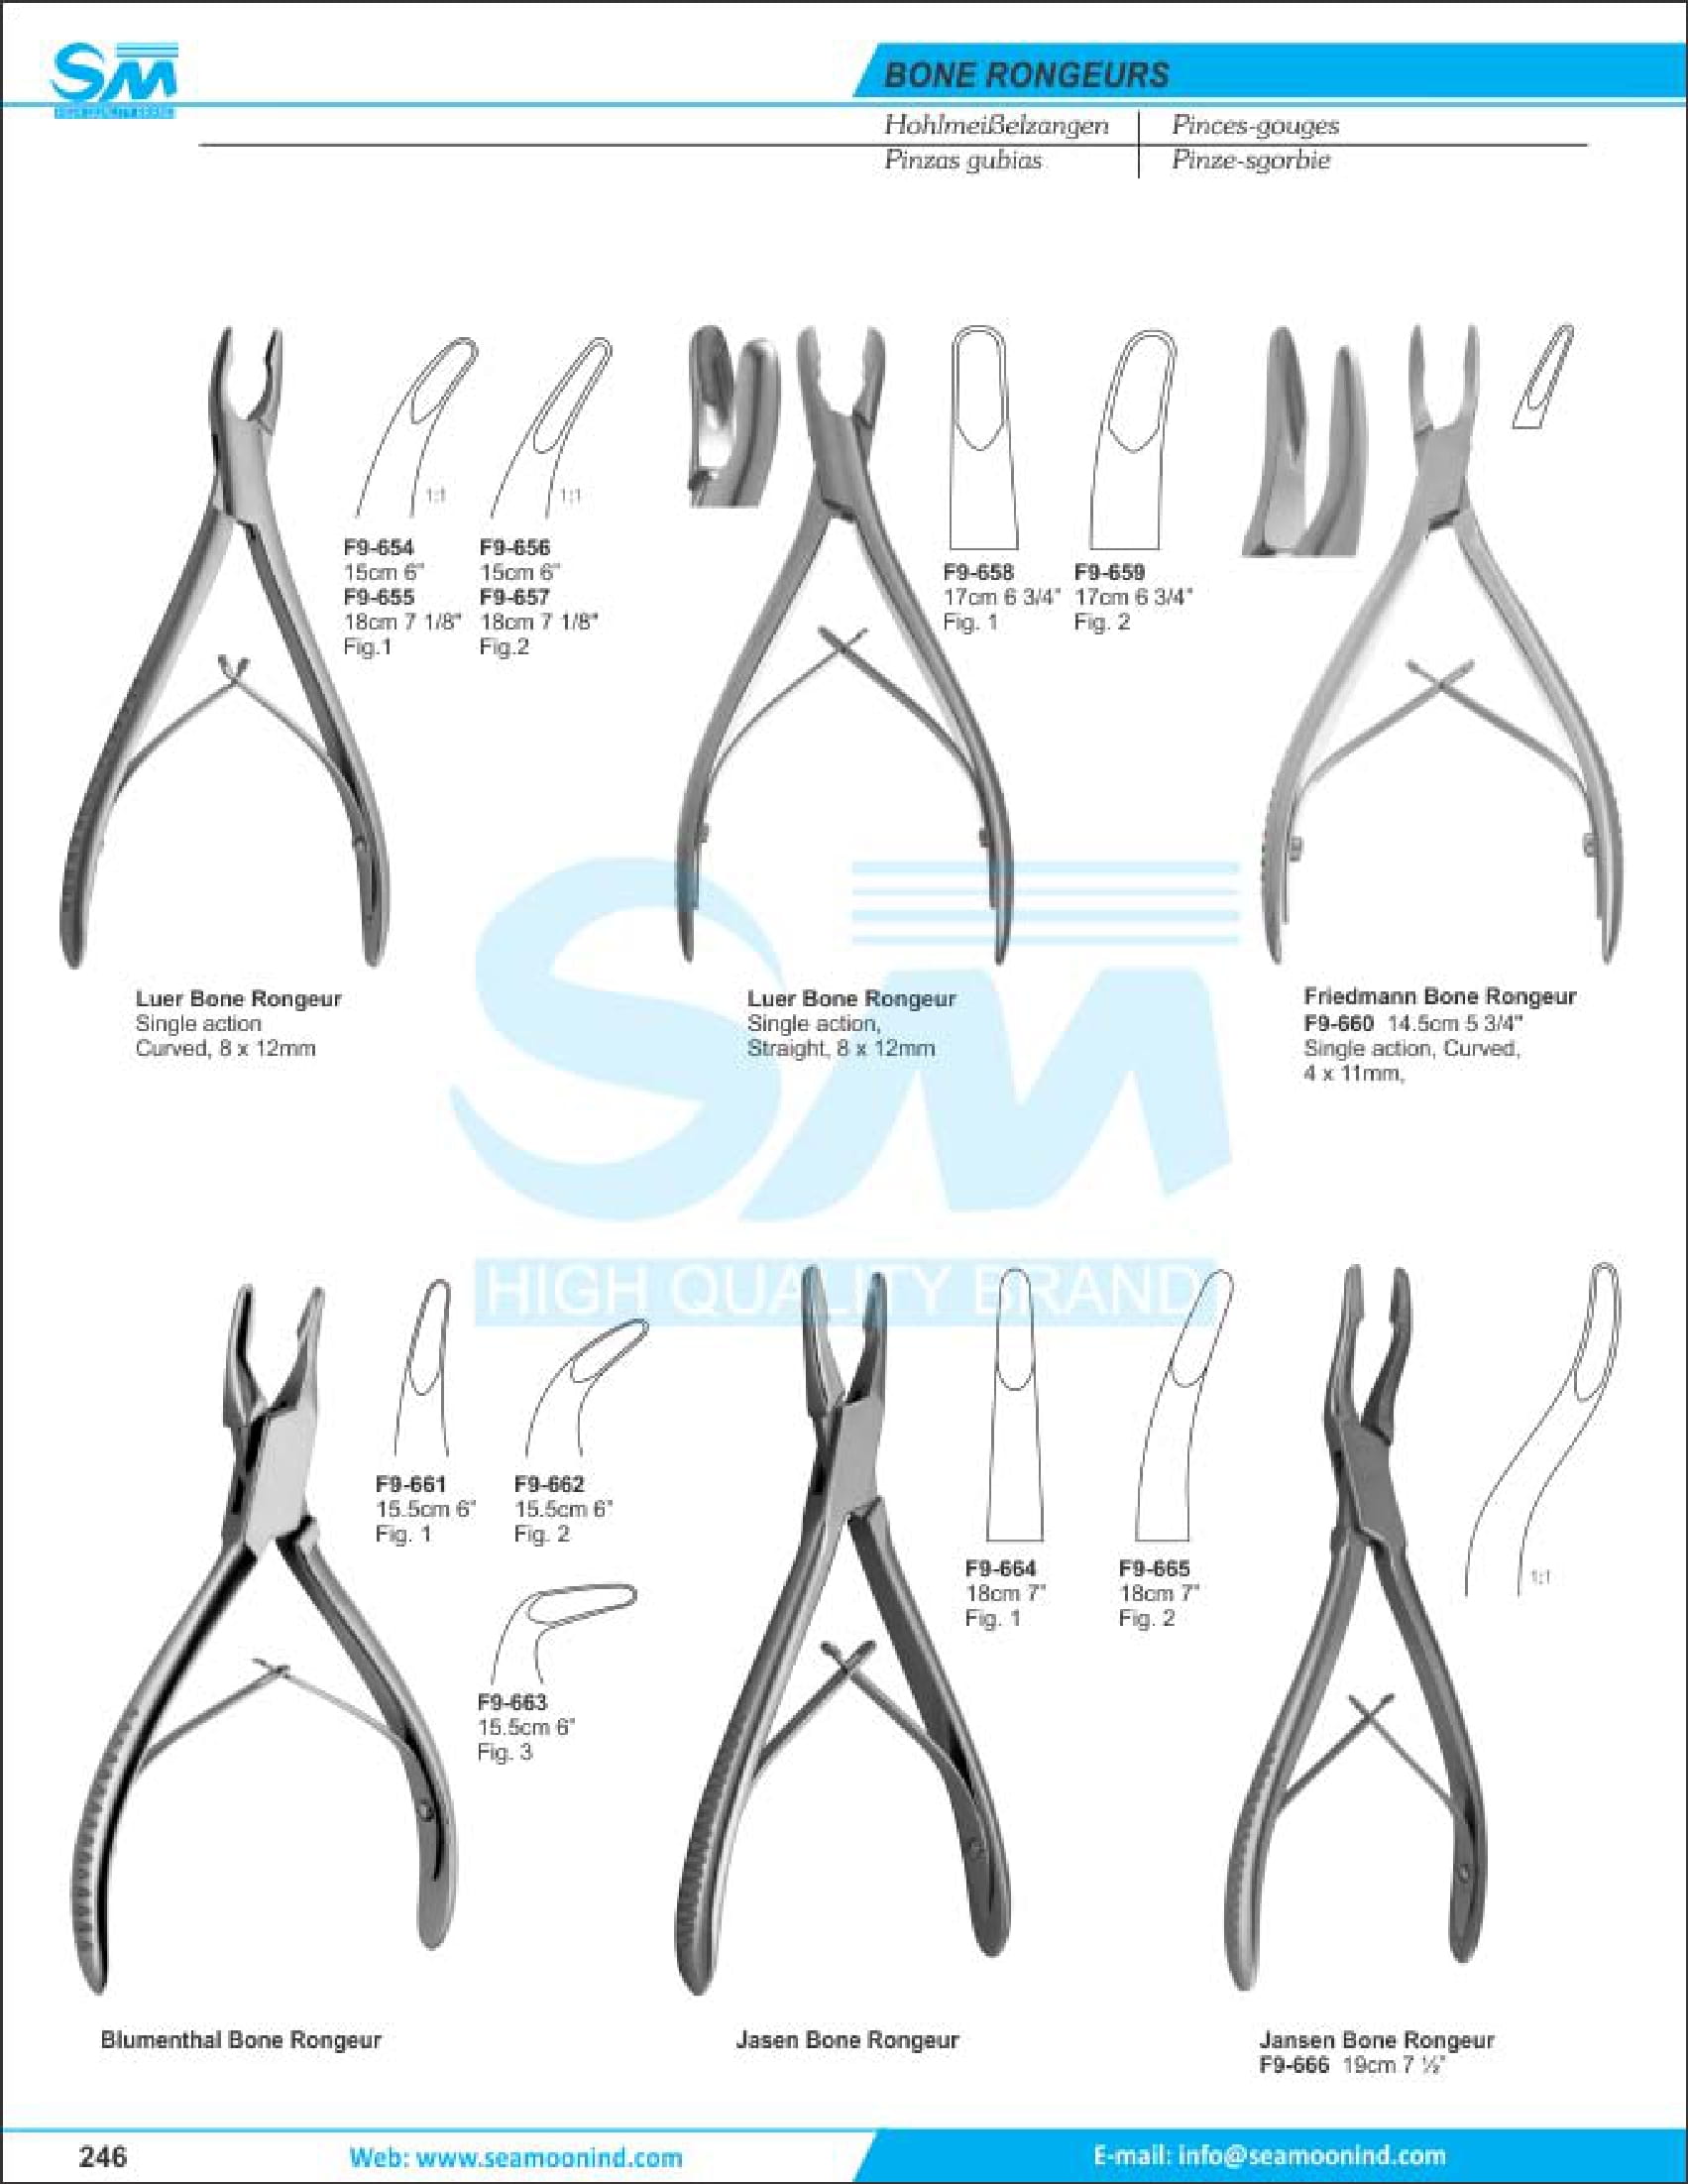 SM
BONE RONGEURS
Hohlmeißelzangen
Pinces-gouges
Pinzas gubias
Pinze-sgorbie
1:1
1:1
F9-654
15cm 6"
F9-655
18cm 7 1/8"
Fig.1
F9-656
15cm 6"
F9-657
18cm 7 1/8"
Fig.2
F9-658
17cm 6 3/4"
Fig. 1
F9-659
17cm 6 3/4"
Fig. 2
Luer Bone Rongeur
Single action
Curved, 8 x 12mm
Luer Bone Rongeur
Single action,
Straight, 8 x 12mm
Friedmann Bone Rongeur
F9-660 14.5cm 5 3/4"
Single action, Curved,
4 x 11mm,
SM
HIGH QUALITY BRAND
F9-661
15.5cm 6"
Fig. 1
F9-662
15.5cm 6"
Fig. 2
F9-663
15.5cm 6"
Fig. 3
F9-664
18cm 7"
Fig. 1
F9-665
18cm 7"
Fig. 2
1:1
Blumenthal Bone Rongeur
Jasen Bone Rongeur
Jansen Bone Rongeur
F9-666 19cm 7 ½"
246
Web: www.seamoonind.com
E-mail: info@seamoonind.com